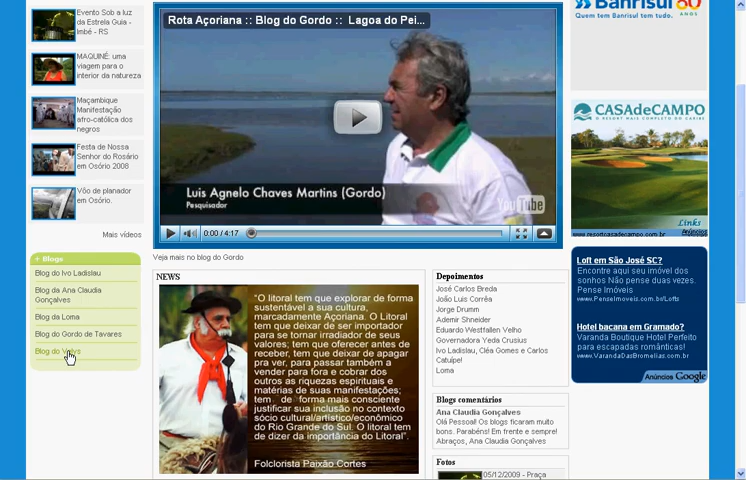 Evento Sob a luz
da Estrela Guia -
Imbé - RS
MAQUINÉ: uma
viagem para o
interior da natureza
Maçambique
Manifestação
afro-católica dos
negros
Festa de Nossa
Senhor do Rosário
em Osório 2008
Vôo de planador
em Osório.
Mais vídeos
+ Blogs
Blog do Ivo Ladislau
Blog da Ana Claudia
Gonçalves
Blog da Loma
Blog do Gordo de Tavares
Blog do
Rota Açoriana :: Blog do Gordo :: Lagoa do Pei...
Luis Agnelo Chaves Martins (Gordo)
Pesquisador
YouTube
0:00 / 4:17
Veja mais no blog do Gordo
NEWS
"O litoral tem que explorar de forma
sustentável a sua cultura,
marcadamente Açoriana. O Litoral
tem que deixar de ser importador
para se tornar irradiador de seus
valores; tem que oferecer antes de
receber, tem que deixar de apagar
pra ver, para passar também a
vender para fora e cobrar dos
outros as riquezas espirituais e
matérias de suas manifestações;
tem de forma mais consciente
justificar sua inclusão no contexto
sócio cultural/artístico/econômico
do Rio Grande do Sul. O litoral tem
de dizer da importância do Litoral".
Folclorista Paixão Cortes
Depoimentos
José Carlos Breda
João Luis Corrêa
Jorge Drumm
Ademir Shneider
Eduardo Westfallen Velho
Governadora Yeda Crusius
Ivo Ladislau, Cléa Gomes e Carlos
Catuípe!
Loma
Blogs comentários
Ana Claudia Gonçalves
Olá Pessoal! Os blogs ficaram muito
bons. Parabéns! Em frente e sempre!
Abraços, Ana Claudia Gonçalves
Fotos
05/12/2009 - Praça
Banrisul 80
Quem tem Banrisul tem tudo.
ANOS
CASAdeCAMPO
EL RESORT MAS COMPLETO DEL CARIBE
Links
www.resortcasadecampo.com.br
Anúncios
Loft em São José SC?
Encontre aqui seu imóvel dos
sonhos Não pense duas vezes.
Pense Imóveis
www.PenseImoveis.com.br/Lofts
Hotel bacana em Gramado?
Varanda Boutique Hotel Perfeito
para escapadas românticas!
www.VarandaDasBromelias.com.br
Anúncios Google